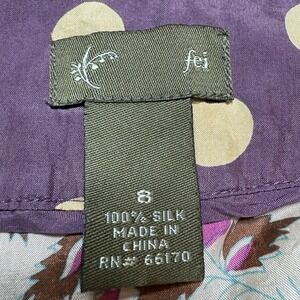 fei
8
100% SILK
MADE IN
CHINA
RN# 66170